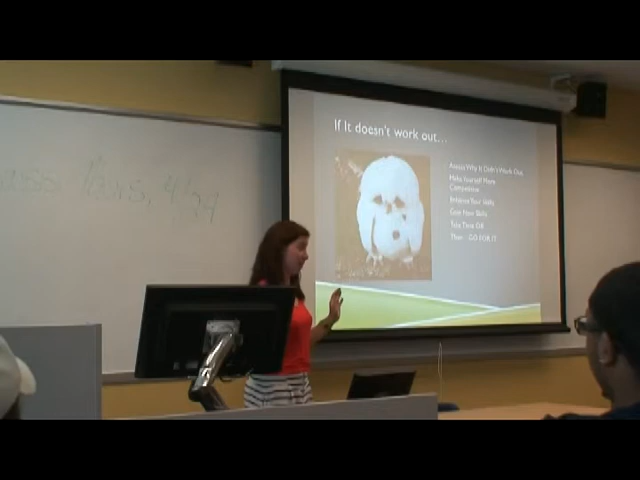 If It doesn't work out...
Assess Why It Didn't Work Out
Make Yourself More
Competitive
Improve Your Skills
Gain New Skills
Take Time Off
Then GO FOR IT